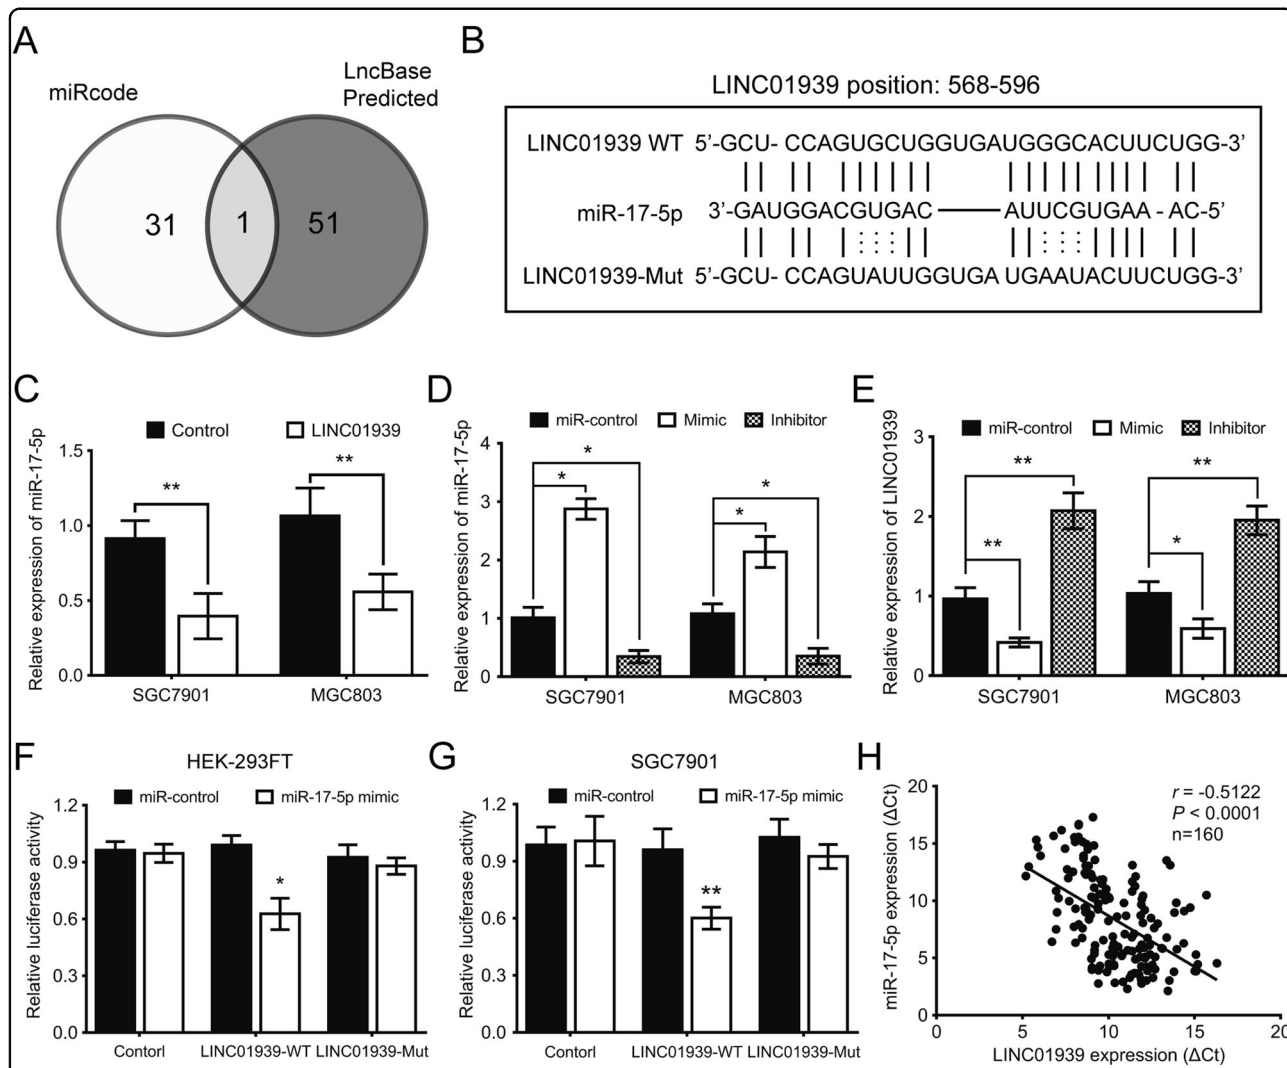 A
miRcode
LncBase
Predicted
31
1
51
B
LINC01939 position: 568-596
LINC01939 WT 5’-GCU- CCAGUGCUGGUGAUGGGCACUUCUGG-3’
miR-17-5p 3’-GAUGGACGUGAC AUUCGUGAA - AC-5’
LINC01939-Mut 5’-GCU- CCAGUAUUGGUGA UGAAUACUUCUGG-3’
C
Control LINC01939
Relative expression of miR-17-5p
1.5
1.0
0.5
0.0
**
**
SGC7901 MGC803
D
miR-control Mimic Inhibitor
Relative expression of miR-17-5p
4
3
2
1
0
*
*
*
*
SGC7901 MGC803
E
miR-control Mimic Inhibitor
Relative expression of LINC01939
3
2
1
0
**
**
**
*
SGC7901 MGC803
F
HEK-293FT
miR-control miR-17-5p mimic
Relative luciferase activity
1.2
0.9
0.6
0.3
0.0
*
Contorl LINC01939-WT LINC01939-Mut
G
SGC7901
miR-control miR-17-5p mimic
Relative luciferase activity
1.2
0.9
0.6
0.3
0.0
**
Contorl LINC01939-WT LINC01939-Mut
H
miR-17-5p expression (ΔCt)
20
15
10
5
0
r = -0.5122
P < 0.0001
n=160
0 5 10 15 20
LINC01939 expression (ΔCt)